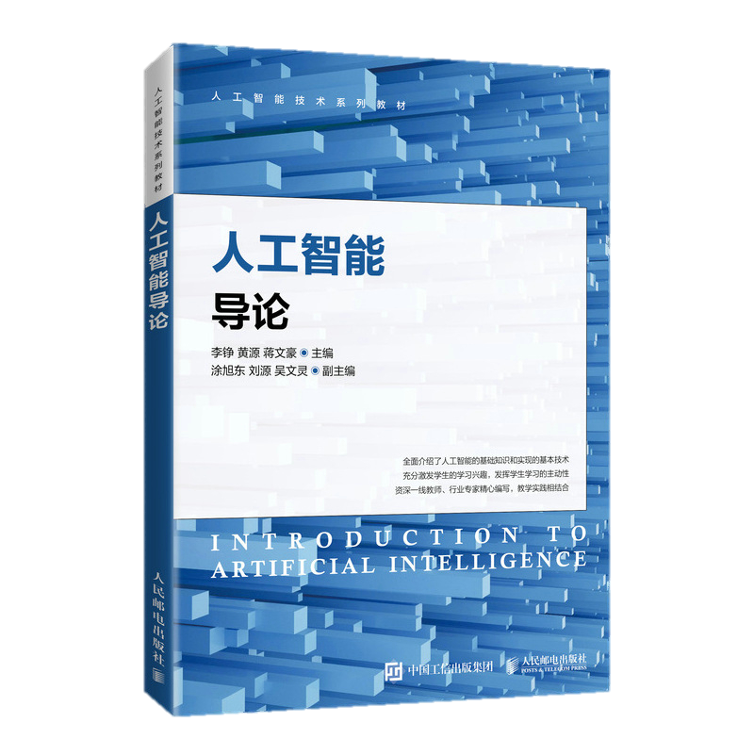 人工智能技术系列教材
人工智能导论
人民邮电出版社
人工智能技术系列教材
人工智能
导论
李铮 黄源 蒋文豪 主编
涂旭东 刘源 吴文灵 副主编
全面介绍了人工智能的基础知识和实现的基本技术
充分激发学生的学习兴趣，发挥学生学习的主动性
资深一线教师、行业专家精心编写，教学实践相结合
INTRODUCTION TO
ARTIFICIAL INTELLIGENCE
中国工信出版集团
人民邮电出版社
POSTS & TELECOM PRESS